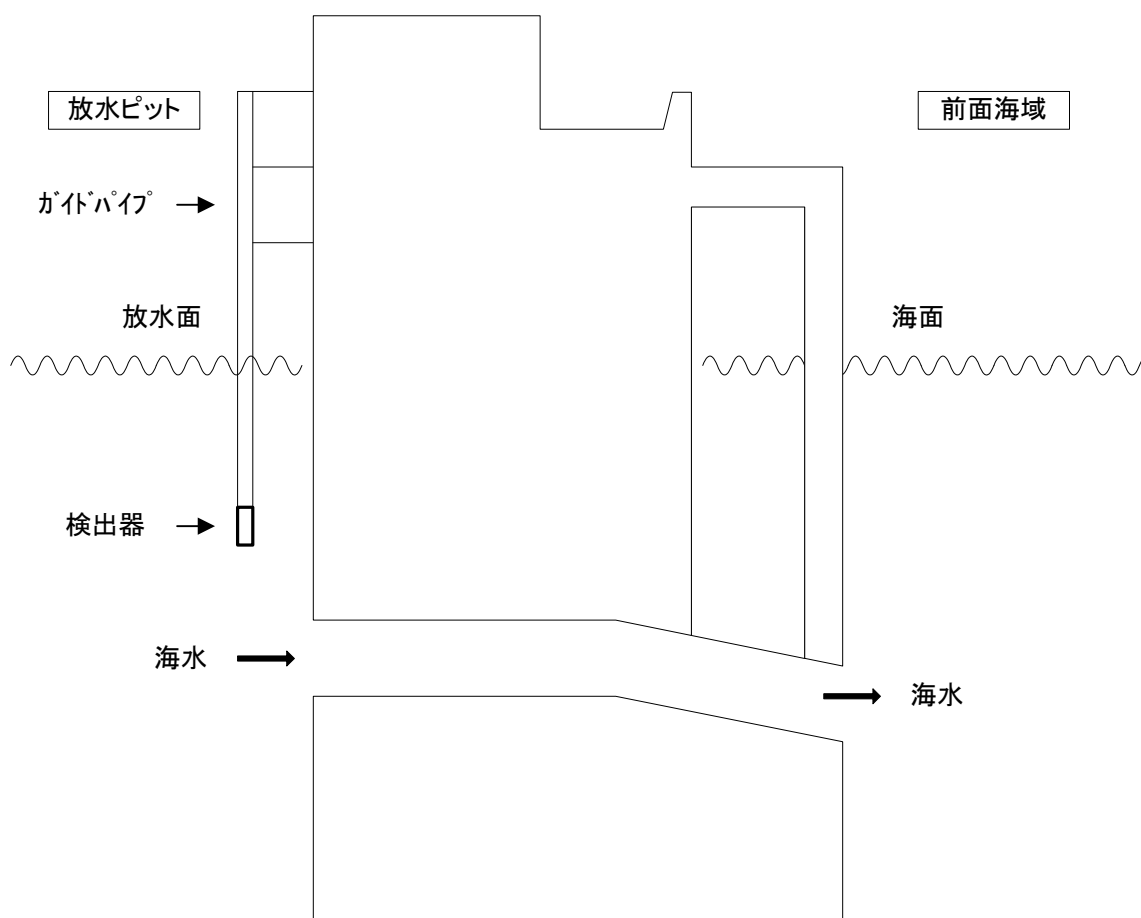 放水ピット
前面海域
ガイドパイプ
放水面
海面
検出器
海水
海水